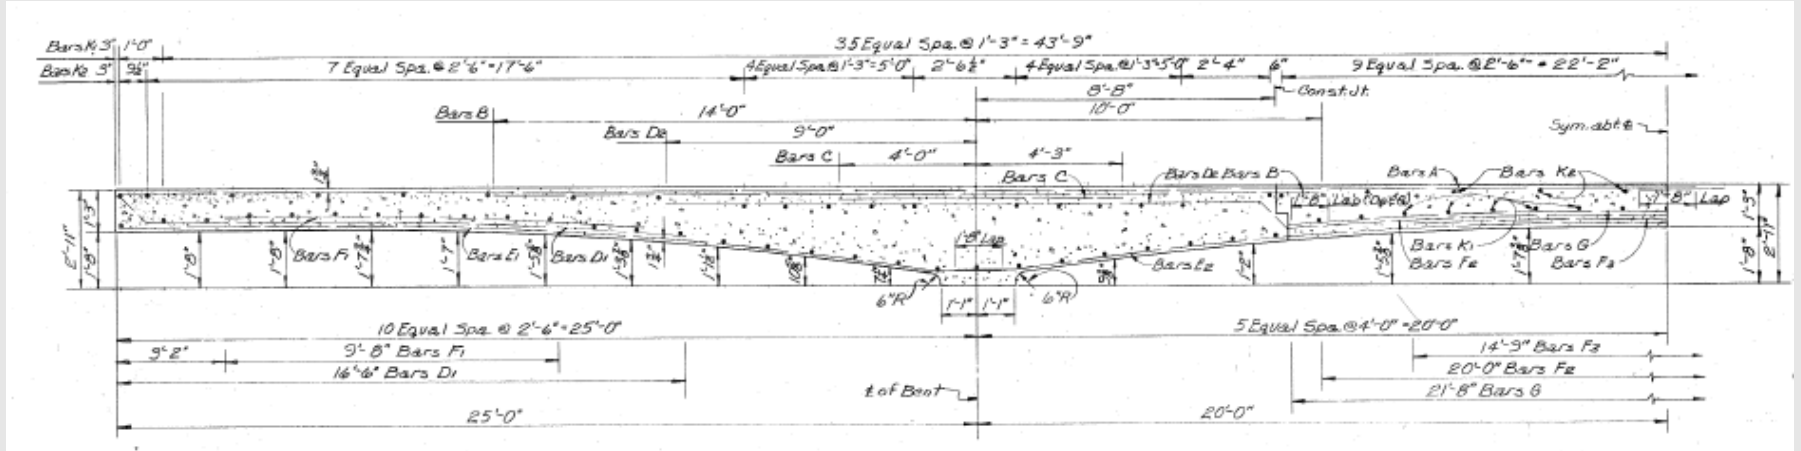 Bars K1 3" 1'-0" 35 Equal Spa. @ 1'-3" = 43'-9"
Bars K2 3" 9½" 7 Equal Spa. @ 2'-6" = 17'-6" 4 Equal Spa. @ 1'-3" = 5'-0" 2'-6½" 4 Equal Spa. @ 1'-3" = 5'-0" 2'-4" 6" 9 Equal Spa. @ 2'-6" = 22'-2"
8'-8" Const. Jt.
Bars B 14'-0" 10'-0"
Bars D2 9'-0" Sym. abt. ℄
Bars C 4'-0" 4'-3"
Bars C Bars D2 Bars B Bars A Bars K2
1'-8" Lap (Opt'l) 1'-8" Lap
2'-11" 1'-3" 1'-3" 2'-11"
1'-8" Lap
Bars F1 Bars E1 Bars D1 Bars E2 Bars K1 Bars G
Bars F2 Bars F3
1'-8" 1'-8" 1'-8" 1'-7" 1'-2" 1'-8"
6"R 1'-1" 1'-1" 6"R
10 Equal Spa. @ 2'-6" = 25'-0" 5 Equal Spa. @ 4'-0" = 20'-0"
9'-8" Bars F1 14'-9" Bars F3
16'-6" Bars D1 20'-0" Bars F2
℄ of Bent 21'-8" Bars G
25'-0" 20'-0"